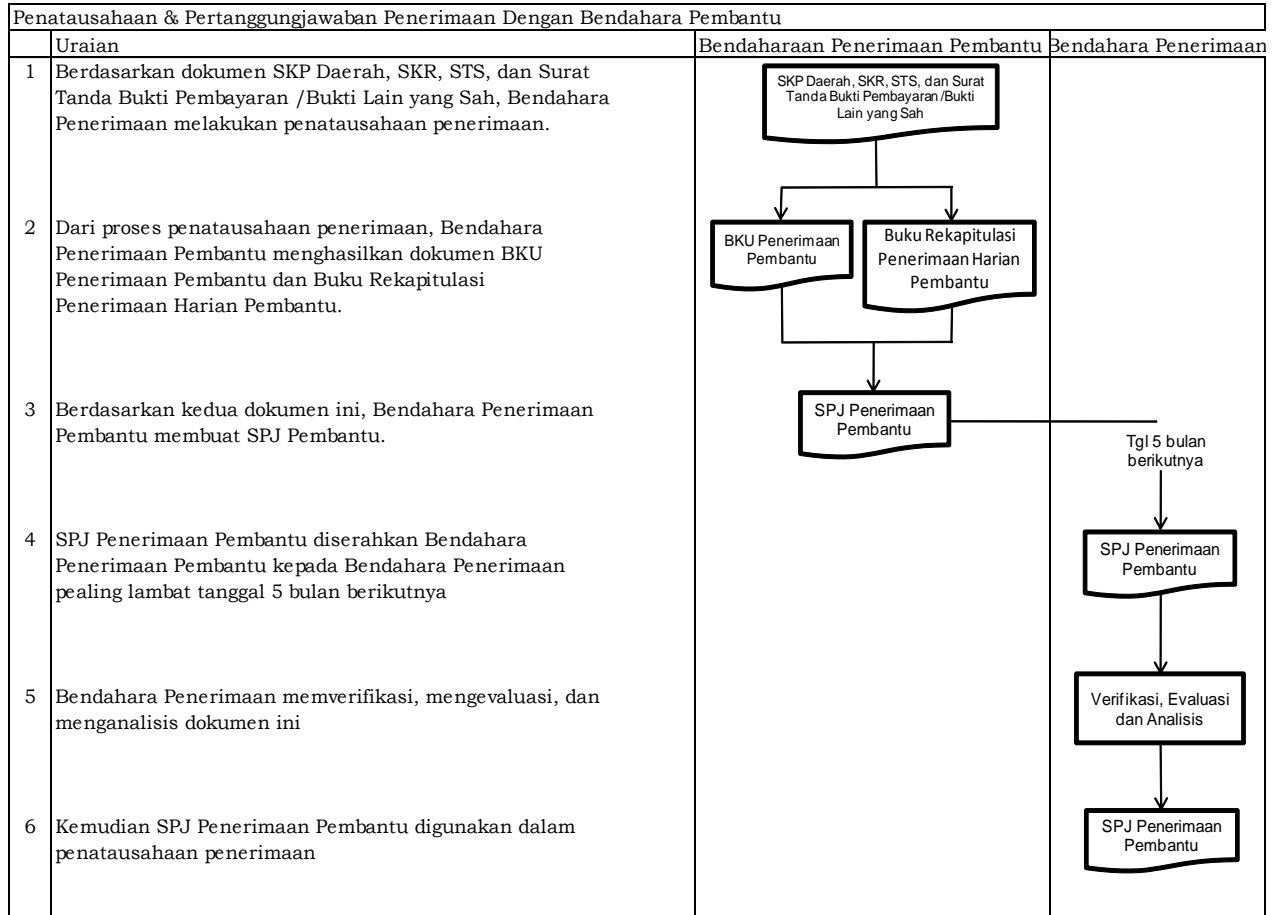 Penatausahaan & Pertanggungjawaban Penerimaan Dengan Bendahara Pembantu
Uraian
Bendaharaan Penerimaan Pembantu
Bendahara Penerimaan
1
Berdasarkan dokumen SKP Daerah, SKR, STS, dan Surat
Tanda Bukti Pembayaran /Bukti Lain yang Sah, Bendahara
Penerimaan melakukan penatausahaan penerimaan.
SKP Daerah, SKR, STS, dan Surat
Tanda Bukti Pembayaran /Bukti
Lain yang Sah
2
Dari proses penatausahaan penerimaan, Bendahara
Penerimaan Pembantu menghasilkan dokumen BKU
Penerimaan Pembantu dan Buku Rekapitulasi
Penerimaan Harian Pembantu.
BKU Penerimaan
Pembantu
Buku Rekapitulasi
Penerimaan Harian
Pembantu
3
Berdasarkan kedua dokumen ini, Bendahara Penerimaan
Pembantu membuat SPJ Pembantu.
SPJ Penerimaan
Pembantu
Tgl 5 bulan
berikutnya
4
SPJ Penerimaan Pembantu diserahkan Bendahara
Penerimaan Pembantu kepada Bendahara Penerimaan
pealing lambat tanggal 5 bulan berikutnya
SPJ Penerimaan
Pembantu
5
Bendahara Penerimaan memverifikasi, mengevaluasi, dan
menganalisis dokumen ini
Verifikasi, Evaluasi
dan Analisis
6
Kemudian SPJ Penerimaan Pembantu digunakan dalam
penatausahaan penerimaan
SPJ Penerimaan
Pembantu